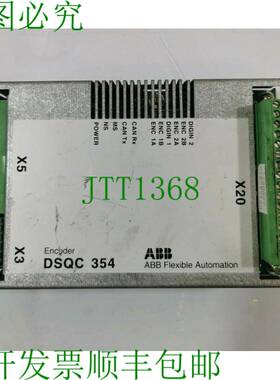 图必究
POWER
NS
MS
CAN Tx
CAN Rx
ENC 1A
ENC 1B
DIGIN 1
ENC 2A
ENC 2B
DIGIN 2
X5
X20
JTT1368
X3
Encoder
DSQC 354
ABB
ABB Flexible Automation
开发票顺丰包邮